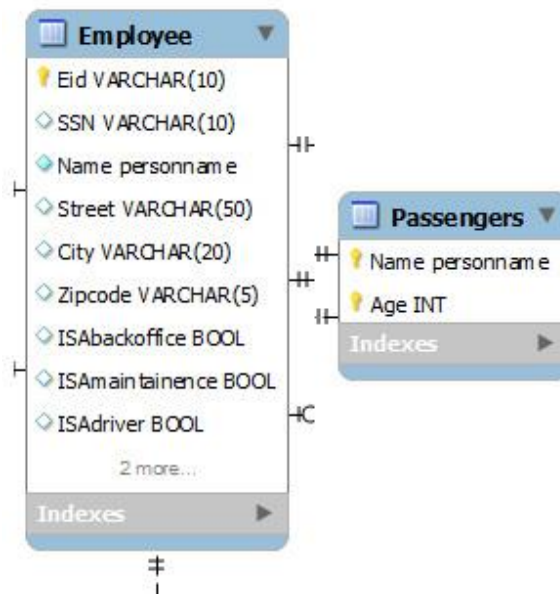 Employee
Eid VARCHAR(10)
SSN VARCHAR(10)
Name personname
Street VARCHAR(50)
City VARCHAR(20)
Zipcode VARCHAR(5)
ISAbackoffice BOOL
ISAmaintainence BOOL
ISAdriver BOOL
2 more...
Indexes
Passengers
Name personname
Age INT
Indexes